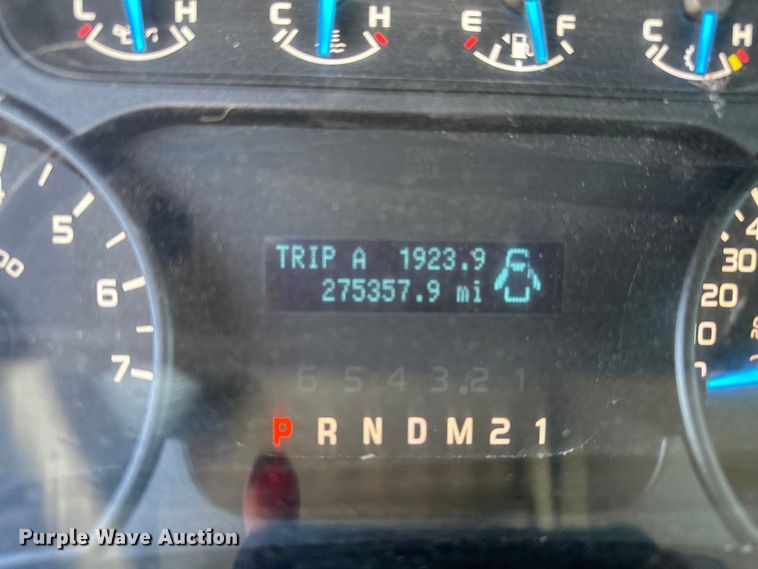 L H C H E F C H
5
6
7
TRIP A 1923.9
275357.9 mi
30
20
6 5 4 3 2 1
P R N D M 2 1
Purple Wave Auction